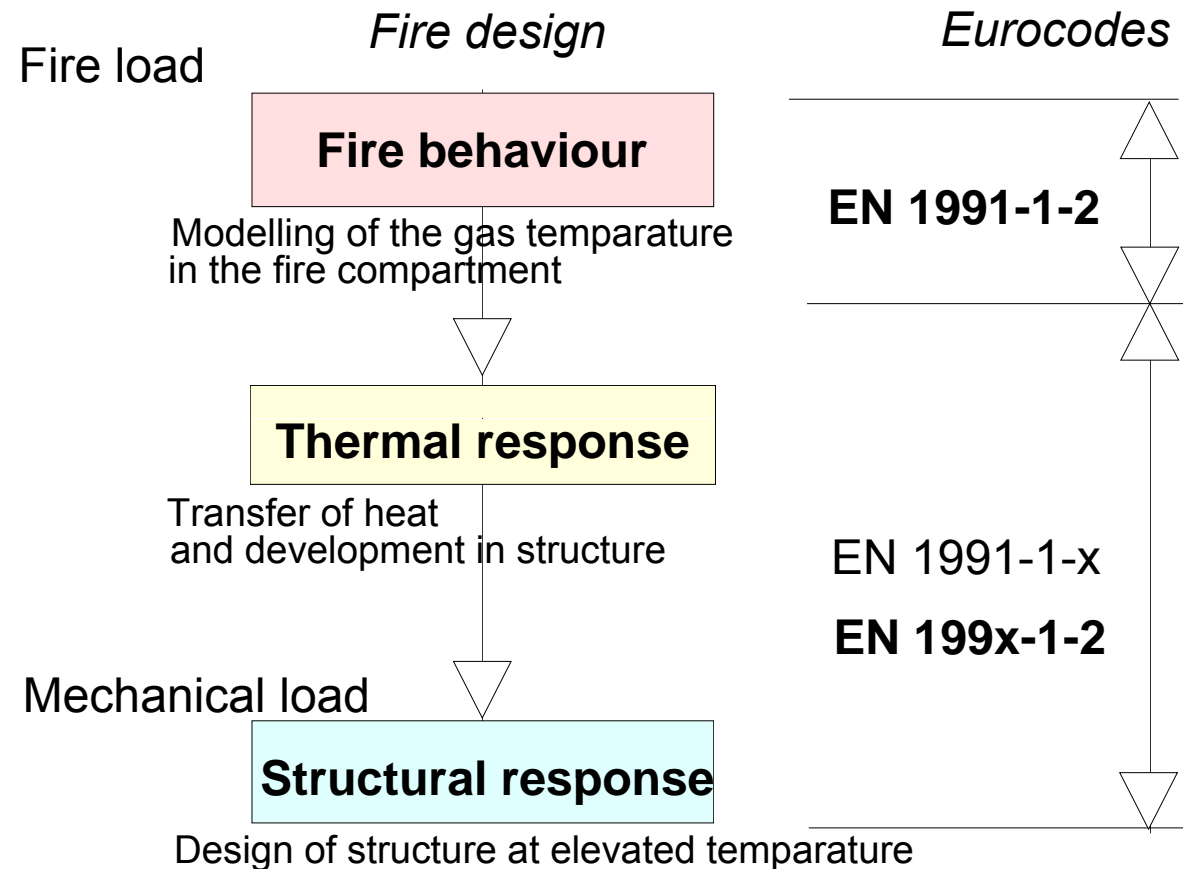 Fire design
Eurocodes
Fire load
Fire behaviour
EN 1991-1-2
Modelling of the gas temparature
in the fire compartment
Thermal response
Transfer of heat
and development in structure
EN 1991-1-x
EN 199x-1-2
Mechanical load
Structural response
Design of structure at elevated temparature